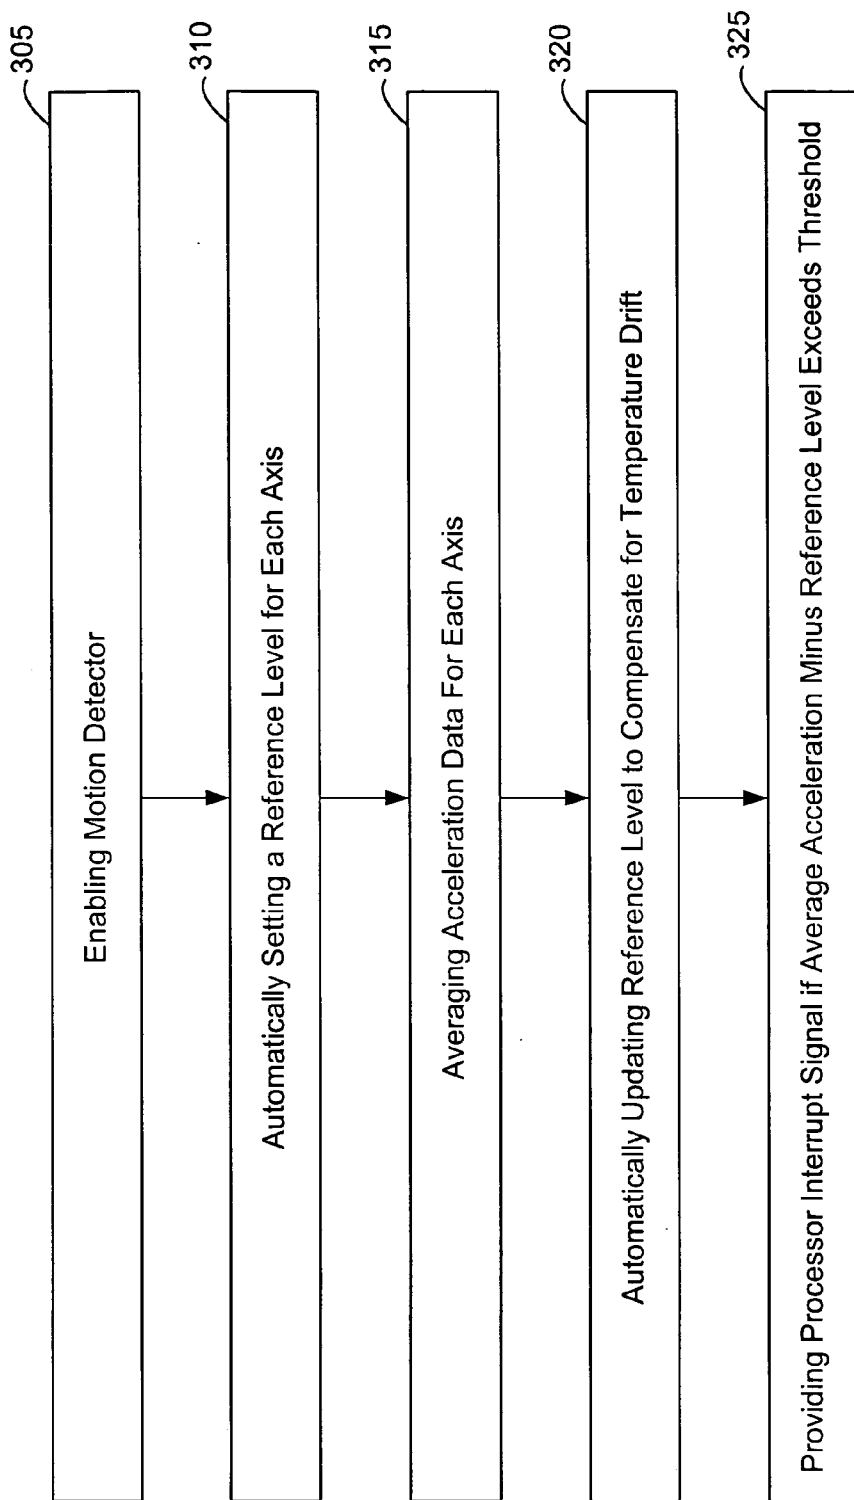 305
Enabling Motion Detector
310
Automatically Setting a Reference Level for Each Axis
315
Averaging Acceleration Data For Each Axis
320
Automatically Updating Reference Level to Compensate for Temperature Drift
325
Providing Processor Interrupt Signal if Average Acceleration Minus Reference Level Exceeds Threshold